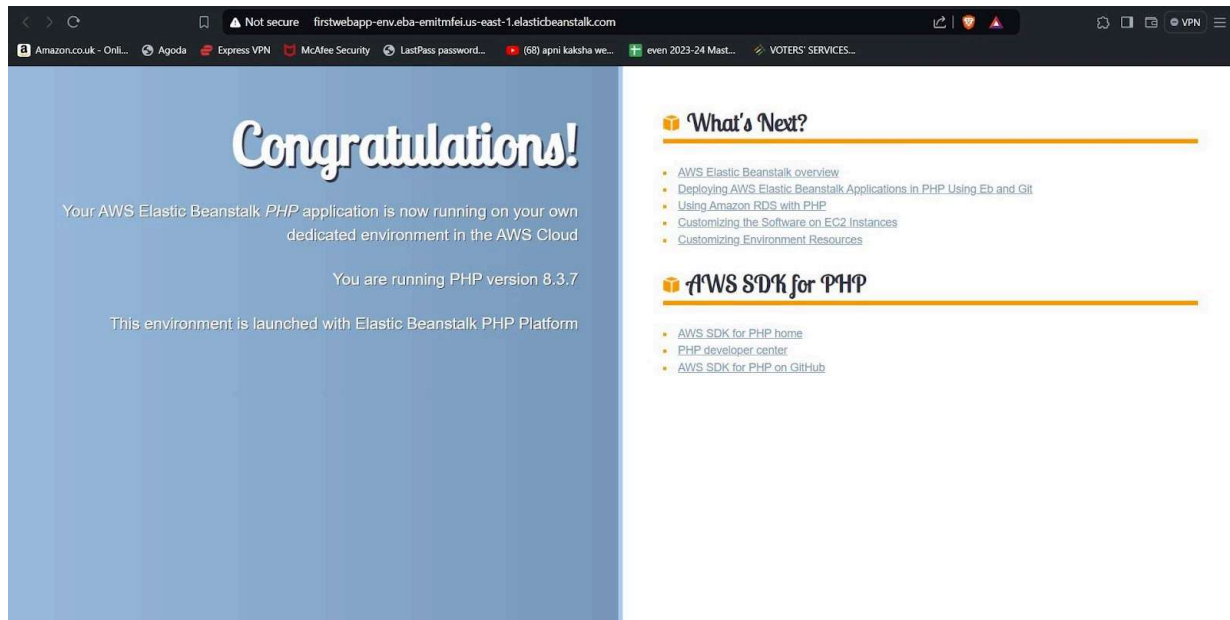 Not secure firstwebapp-env.eba-emitmfei.us-east-1.elasticbeanstalk.com
VPN
a Amazon.co.uk - Onli... Agoda Express VPN McAfee Security LastPass password... (68) apni kaksha we... even 2023-24 Mast... VOTERS' SERVICES...
Congratulations!
Your AWS Elastic Beanstalk PHP application is now running on your own
dedicated environment in the AWS Cloud
You are running PHP version 8.3.7
This environment is launched with Elastic Beanstalk PHP Platform
What's Next?
AWS Elastic Beanstalk overview
Deploying AWS Elastic Beanstalk Applications in PHP Using Eb and Git
Using Amazon RDS with PHP
Customizing the Software on EC2 Instances
Customizing Environment Resources
AWS SDK for PHP
AWS SDK for PHP home
PHP developer center
AWS SDK for PHP on GitHub